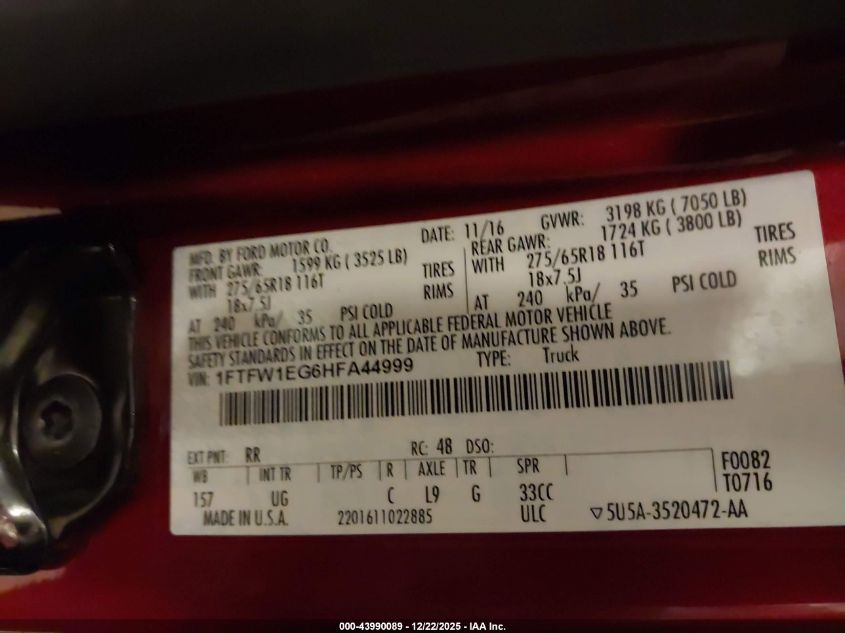 MFD. BY FORD MOTOR CO.
DATE: 11/16 GVWR: 3198 KG ( 7050 LB)
FRONT GAWR: 1599 KG ( 3525 LB)
REAR GAWR: 1724 KG ( 3800 LB)
WITH 275/65R18 116T TIRES
WITH 275/65R18 116T TIRES
18x7.5J RIMS
18x7.5J RIMS
AT 240 kPa/ 35 PSI COLD
AT 240 kPa/ 35 PSI COLD
THIS VEHICLE CONFORMS TO ALL APPLICABLE FEDERAL MOTOR VEHICLE
SAFETY STANDARDS IN EFFECT ON THE DATE OF MANUFACTURE SHOWN ABOVE.
VIN: 1FTFW1EG6HFA44999 TYPE: Truck
EXT PNT: RR RC: 48 DSO:
WB INT TR TP/PS R AXLE TR SPR F0082
157 UG C L9 G 33CC T0716
MADE IN U.S.A. 2201611022885 ULC ▽5U5A-3520472-AA
000-43990089 - 12/22/2025 - IAA Inc.